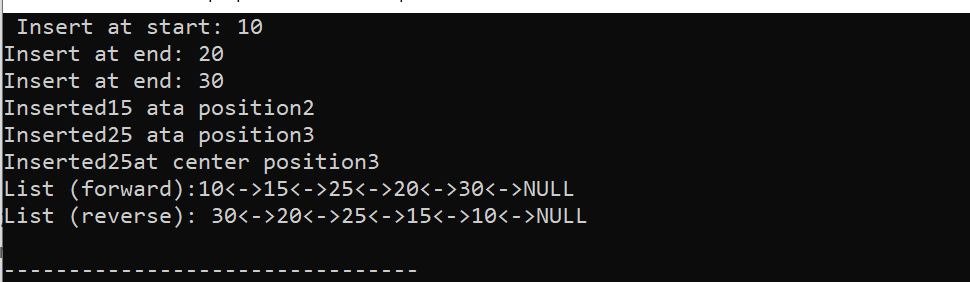 Insert at start: 10
Insert at end: 20
Insert at end: 30
Inserted15 ata position2
Inserted25 ata position3
Inserted25at center position3
List (forward):10<->15<->25<->20<->30<->NULL
List (reverse): 30<->20<->25<->15<->10<->NULL
--------------------------------